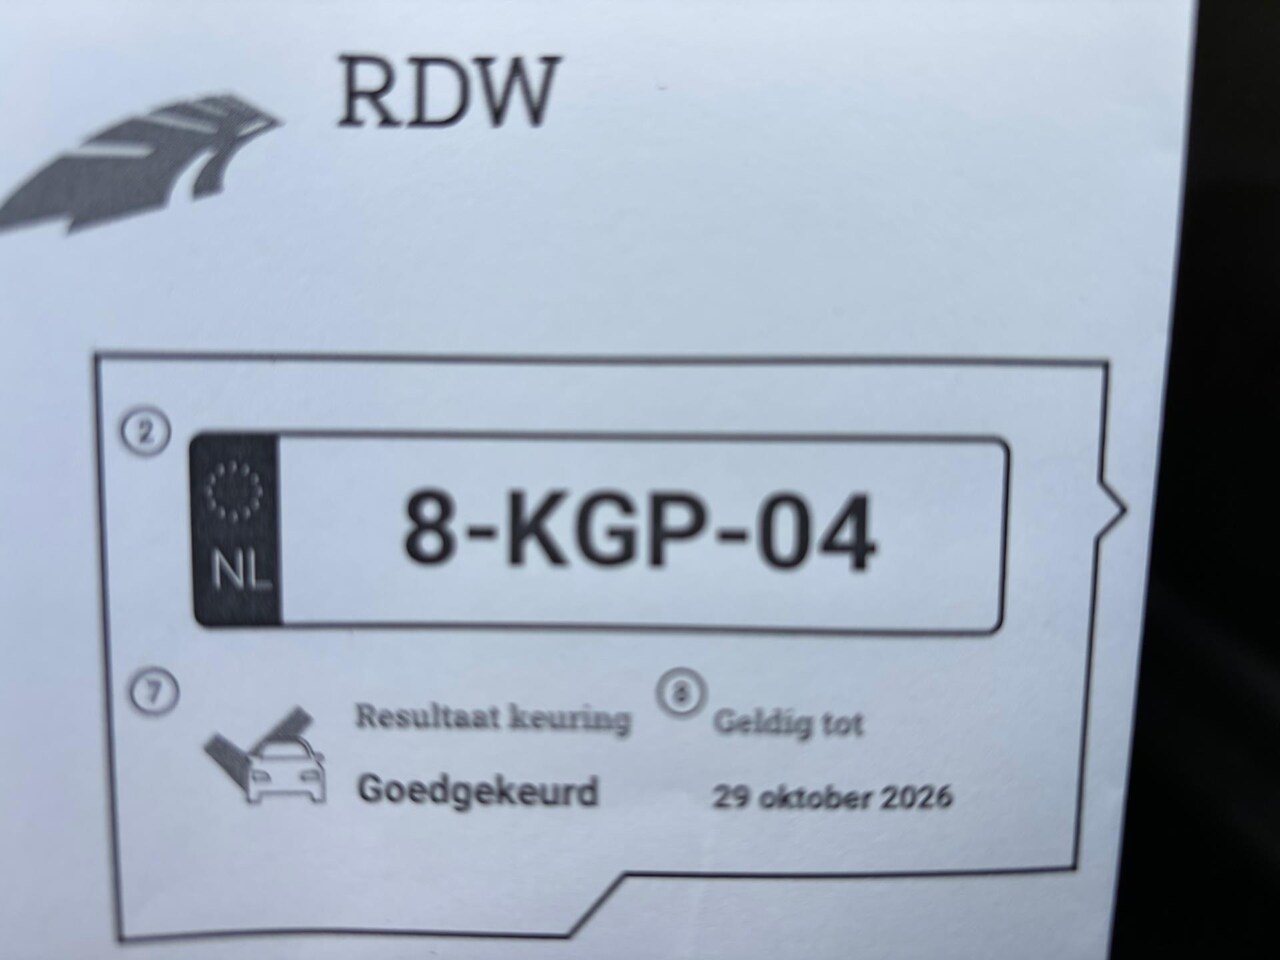 RDW
2
NL
8-KGP-04
7
Resultaat keuring
Goedgekeurd
8
Geldig tot
29 oktober 2026